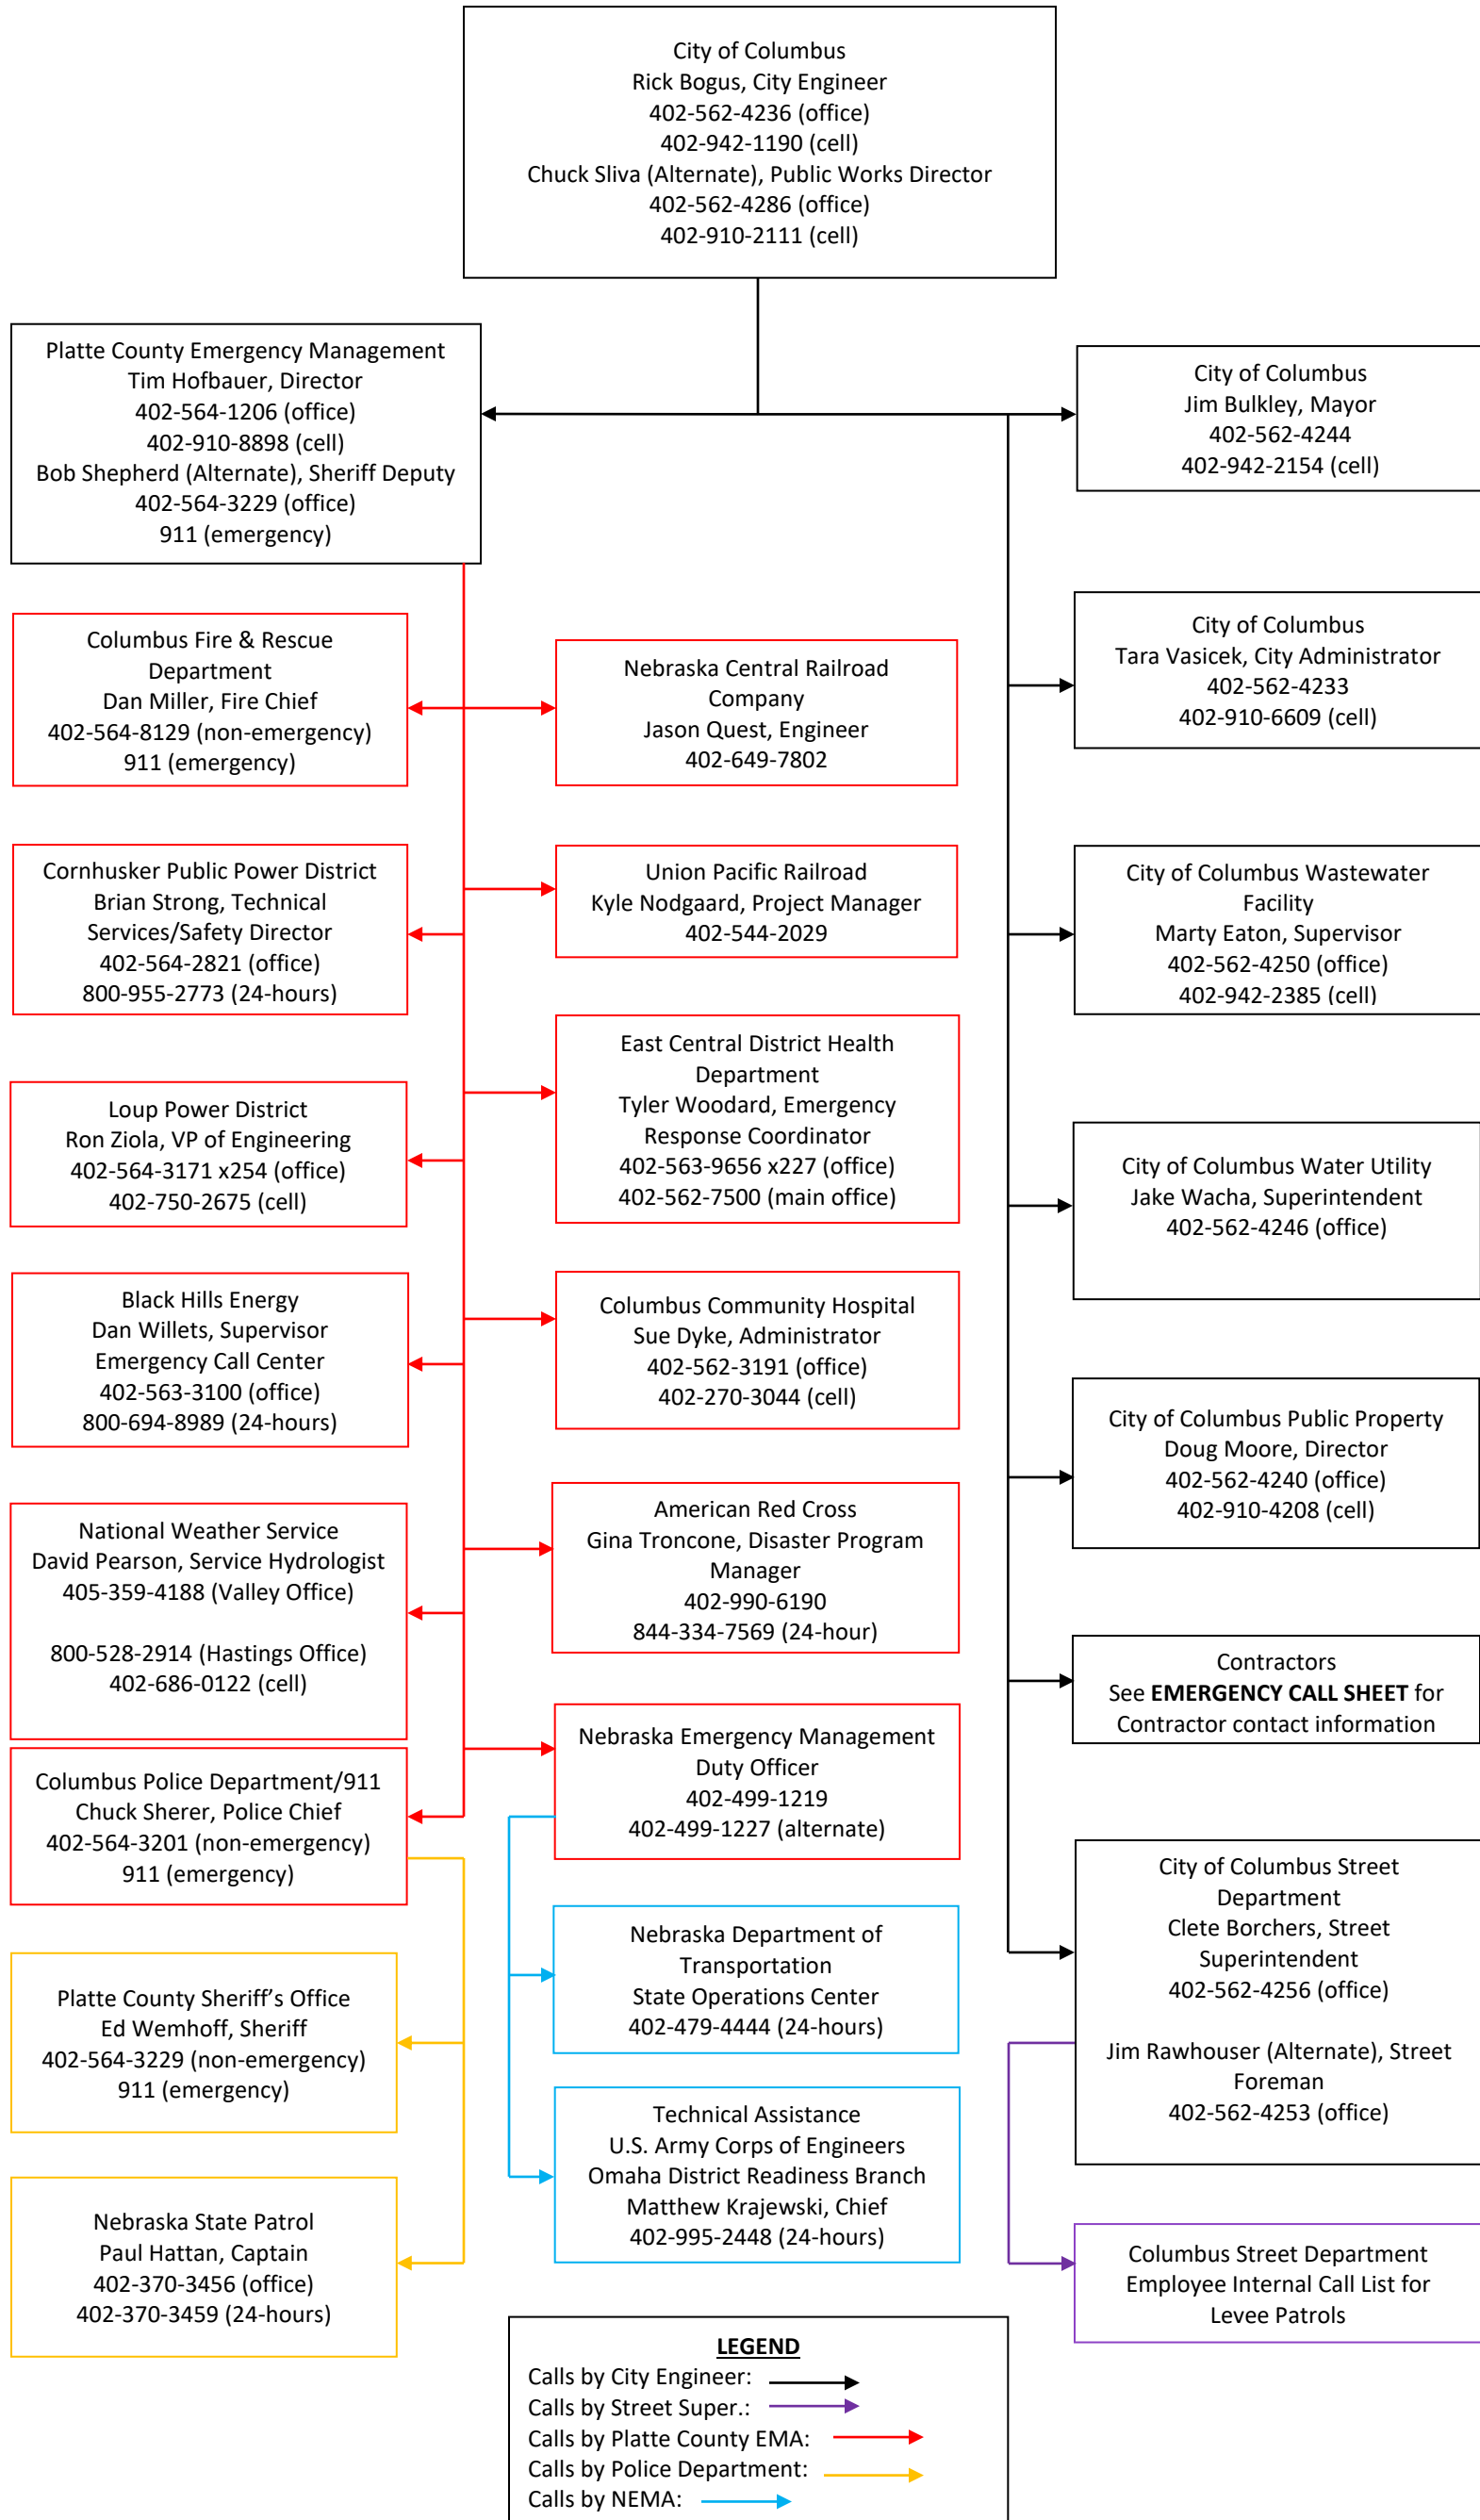 City of Columbus
Rick Bogus, City Engineer
402-562-4236 (office)
402-942-1190 (cell)
Chuck Sliva (Alternate), Public Works Director
402-562-4286 (office)
402-910-2111 (cell)
Platte County Emergency Management
Tim Hofbauer, Director
402-564-1206 (office)
402-910-8898 (cell)
Bob Shepherd (Alternate), Sheriff Deputy
402-564-3229 (office)
911 (emergency)
City of Columbus
Jim Bulkley, Mayor
402-562-4244
402-942-2154 (cell)
Columbus Fire & Rescue
Department
Dan Miller, Fire Chief
402-564-8129 (non-emergency)
911 (emergency)
Nebraska Central Railroad
Company
Jason Quest, Engineer
402-649-7802
City of Columbus
Tara Vasicek, City Administrator
402-562-4233
402-910-6609 (cell)
Cornhusker Public Power District
Brian Strong, Technical
Services/Safety Director
402-564-2821 (office)
800-955-2773 (24-hours)
Union Pacific Railroad
Kyle Nodgaard, Project Manager
402-544-2029
City of Columbus Wastewater
Facility
Marty Eaton, Supervisor
402-562-4250 (office)
402-942-2385 (cell)
Loup Power District
Ron Ziola, VP of Engineering
402-564-3171 x254 (office)
402-750-2675 (cell)
East Central District Health
Department
Tyler Woodard, Emergency
Response Coordinator
402-563-9656 x227 (office)
402-562-7500 (main office)
City of Columbus Water Utility
Jake Wacha, Superintendent
402-562-4246 (office)
Black Hills Energy
Dan Willets, Supervisor
Emergency Call Center
402-563-3100 (office)
800-694-8989 (24-hours)
Columbus Community Hospital
Sue Dyke, Administrator
402-562-3191 (office)
402-270-3044 (cell)
City of Columbus Public Property
Doug Moore, Director
402-562-4240 (office)
402-910-4208 (cell)
National Weather Service
David Pearson, Service Hydrologist
405-359-4188 (Valley Office)
800-528-2914 (Hastings Office)
402-686-0122 (cell)
American Red Cross
Gina Troncone, Disaster Program
Manager
402-990-6190
844-334-7569 (24-hour)
Contractors
See EMERGENCY CALL SHEET for
Contractor contact information
Columbus Police Department/911
Chuck Sherer, Police Chief
402-564-3201 (non-emergency)
911 (emergency)
Nebraska Emergency Management
Duty Officer
402-499-1219
402-499-1227 (alternate)
City of Columbus Street
Department
Clete Borchers, Street
Superintendent
402-562-4256 (office)
Jim Rawhouser (Alternate), Street
Foreman
402-562-4253 (office)
Platte County Sheriff’s Office
Ed Wemhoff, Sheriff
402-564-3229 (non-emergency)
911 (emergency)
Nebraska Department of
Transportation
State Operations Center
402-479-4444 (24-hours)
Nebraska State Patrol
Paul Hattan, Captain
402-370-3456 (office)
402-370-3459 (24-hours)
Technical Assistance
U.S. Army Corps of Engineers
Omaha District Readiness Branch
Matthew Krajewski, Chief
402-995-2448 (24-hours)
Columbus Street Department
Employee Internal Call List for
Levee Patrols
LEGEND
Calls by City Engineer:
Calls by Street Super.:
Calls by Platte County EMA:
Calls by Police Department:
Calls by NEMA: